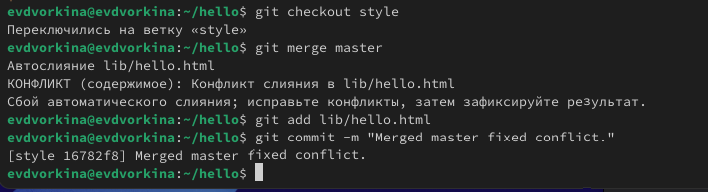 evdvorkina@evdvorkina:~/hello$ git checkout style
Переключились на ветку «style»
evdvorkina@evdvorkina:~/hello$ git merge master
Автослияние lib/hello.html
КОНФЛИКТ (содержимое): Конфликт слияния в lib/hello.html
Сбой автоматического слияния; исправьте конфликты, затем зафиксируйте результат.
evdvorkina@evdvorkina:~/hello$ git add lib/hello.html
evdvorkina@evdvorkina:~/hello$ git commit -m "Merged master fixed conflict."
[style 16782f8] Merged master fixed conflict.
evdvorkina@evdvorkina:~/hello$